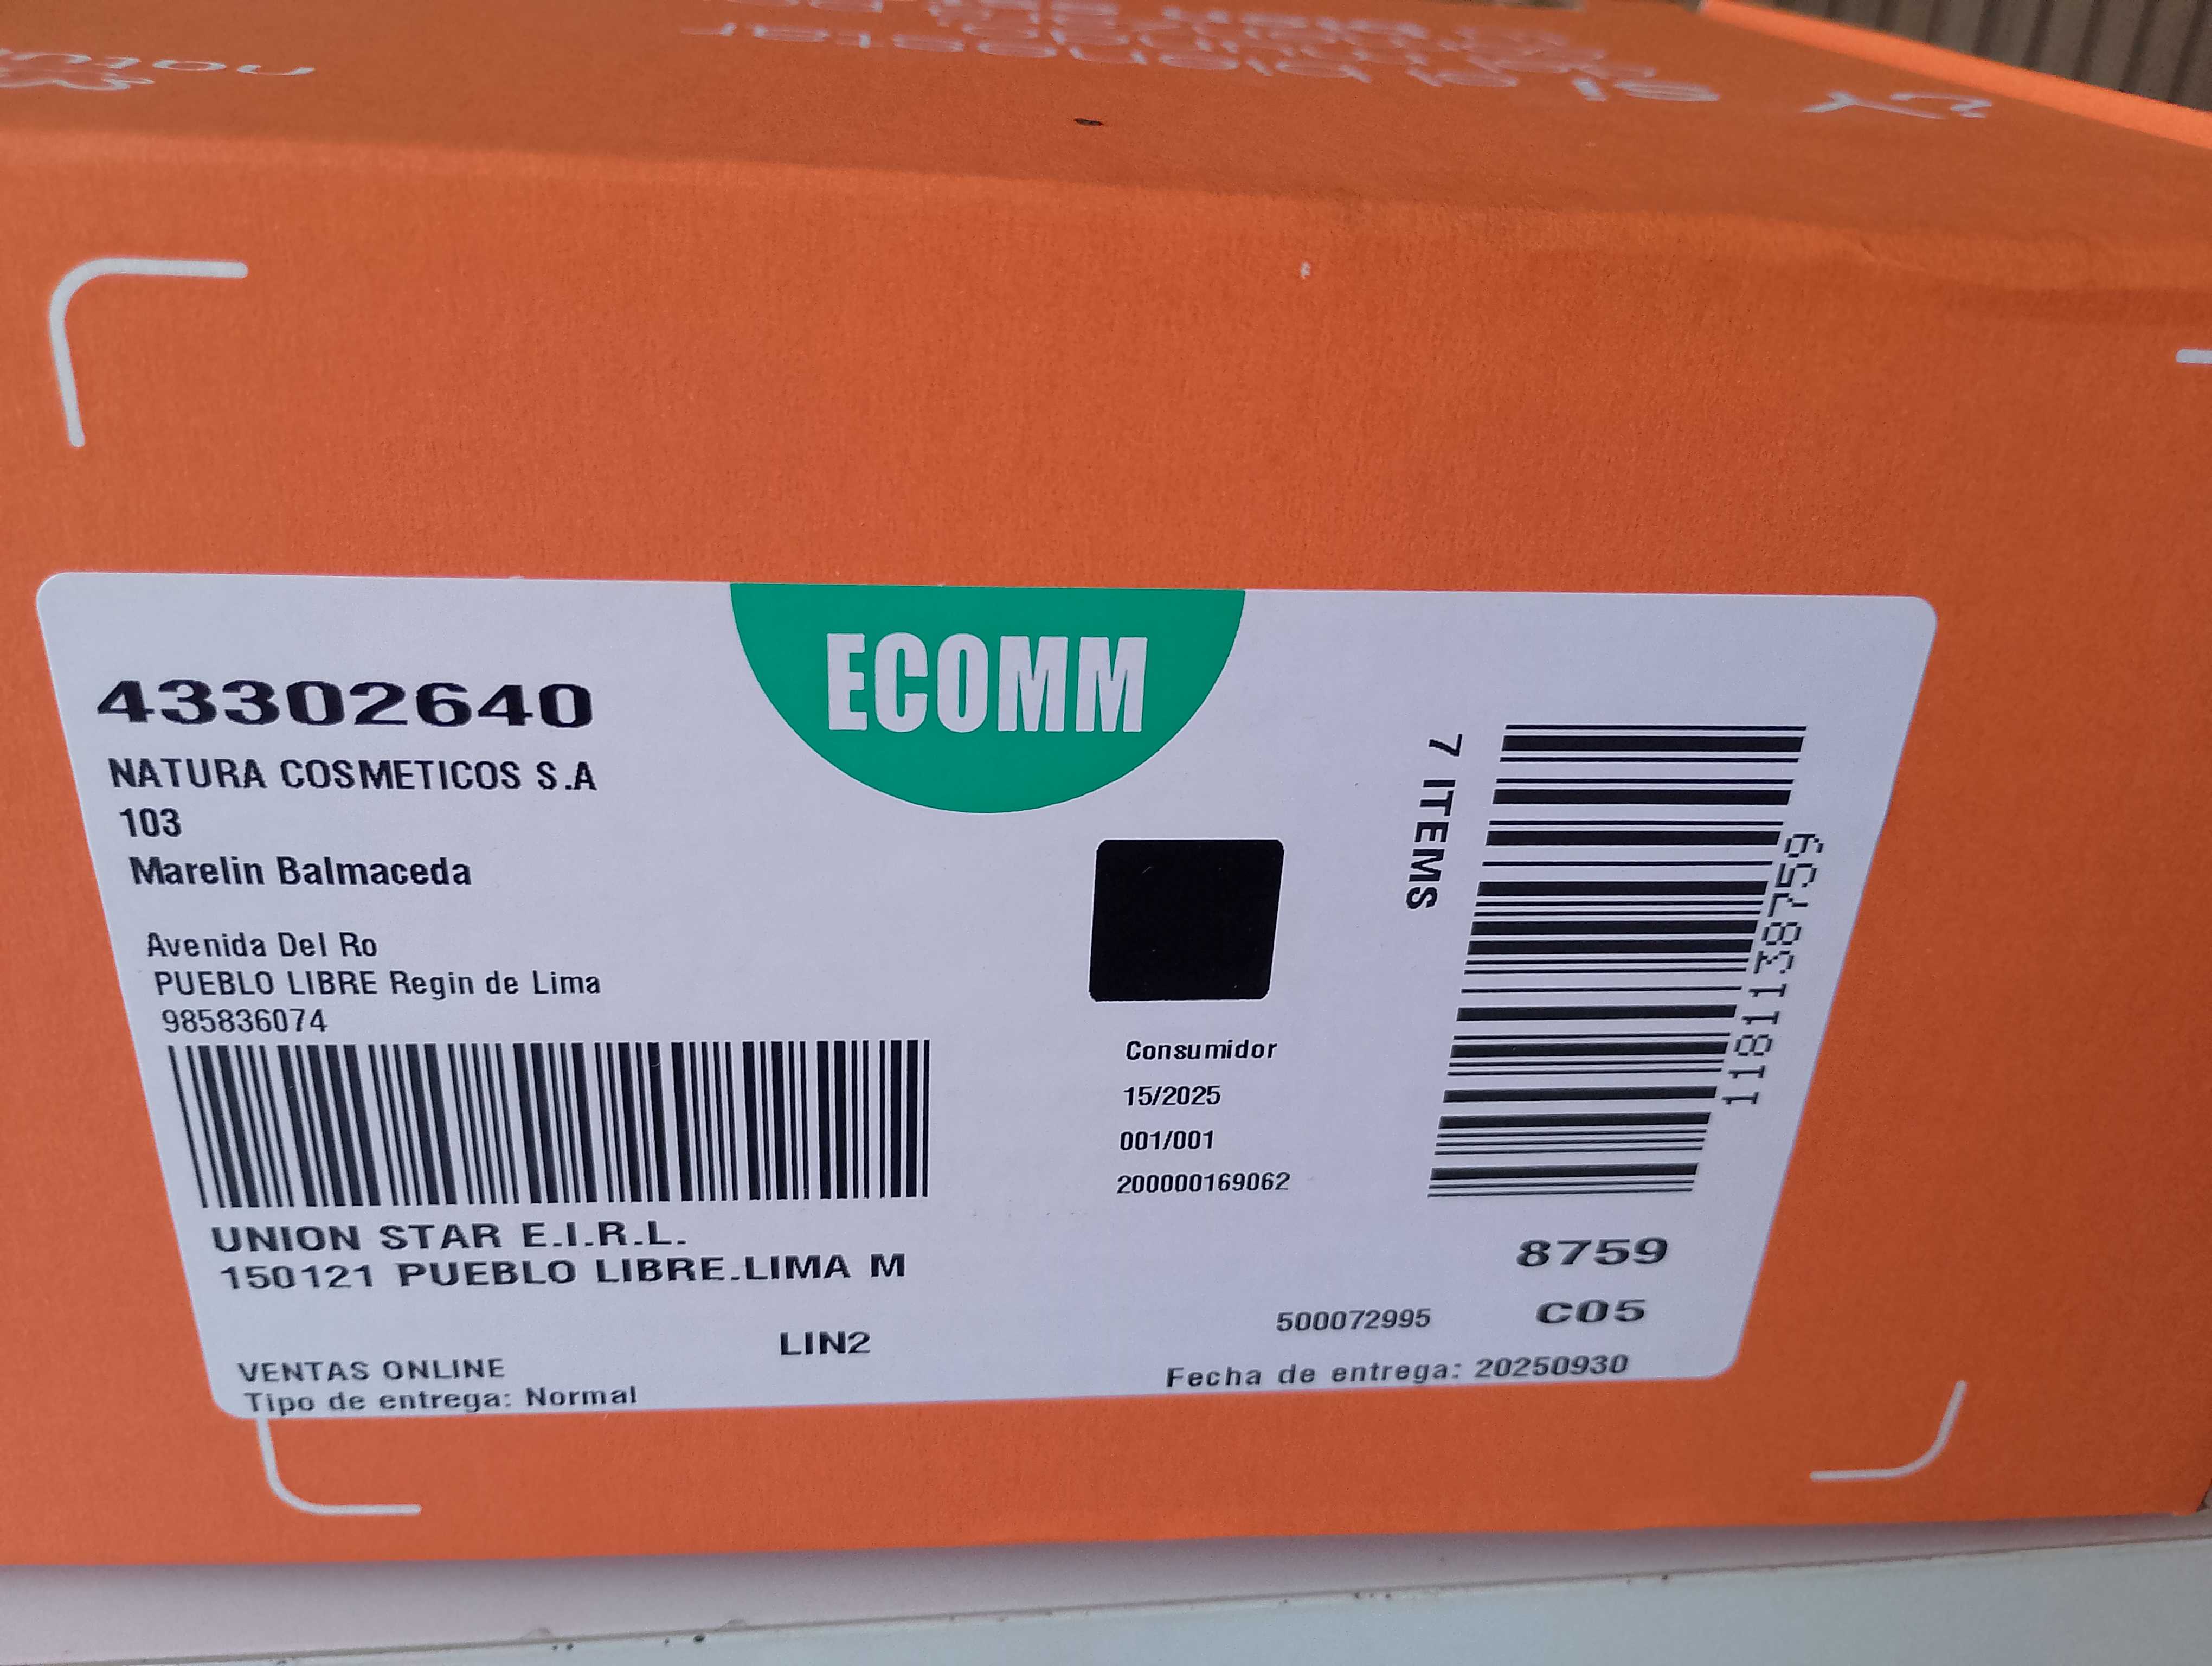 ECOMM
43302640
NATURA COSMETICOS S.A
103
Marelin Balmaceda
Avenida Del Ro
PUEBLO LIBRE Regin de Lima
985836074
UNION STAR E.I.R.L.
150121 PUEBLO LIBRE.LIMA M
LIN2
VENTAS ONLINE
Tipo de entrega: Normal
Consumidor
15/2025
001/001
200000169062
7 ITEMS
1181138759
8759
500072995 C05
Fecha de entrega: 20250930